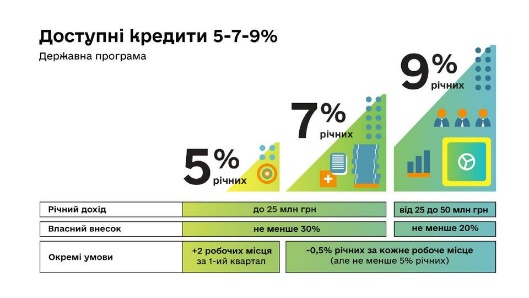 Доступні кредити 5-7-9%
Державна програма
5%
річних
7%
річних
9%
річних
Річний дохід
до 25 млн грн
від 25 до 50 млн грн
Власний внесок
не менше 30%
не менше 20%
Окремі умови
+2 робочих місця
за 1-ий квартал
-0,5% річних за кожне робоче місце
(але не менше 5% річних)